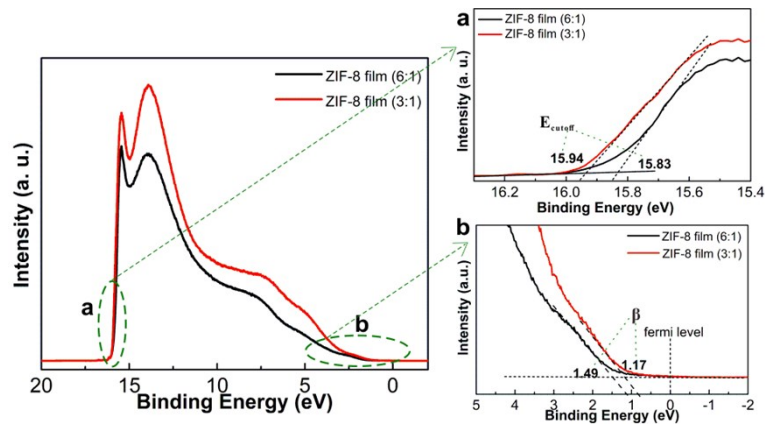 ZIF-8 film (6:1)
ZIF-8 film (3:1)
Intensity (a. u.)
a
b
20 15 10 5 0
Binding Energy (eV)
a
ZIF-8 film (6:1)
ZIF-8 film (3:1)
Intensity (a. u.)
E_cutoff
15.94 15.83
16.2 16.0 15.8 15.6 15.4
Binding Energy (eV)
b
ZIF-8 film (6:1)
ZIF-8 film (3:1)
Intensity (a.u.)
β
fermi level
1.49 1.17
5 4 3 2 1 0 -1 -2
Binding Energy (eV)